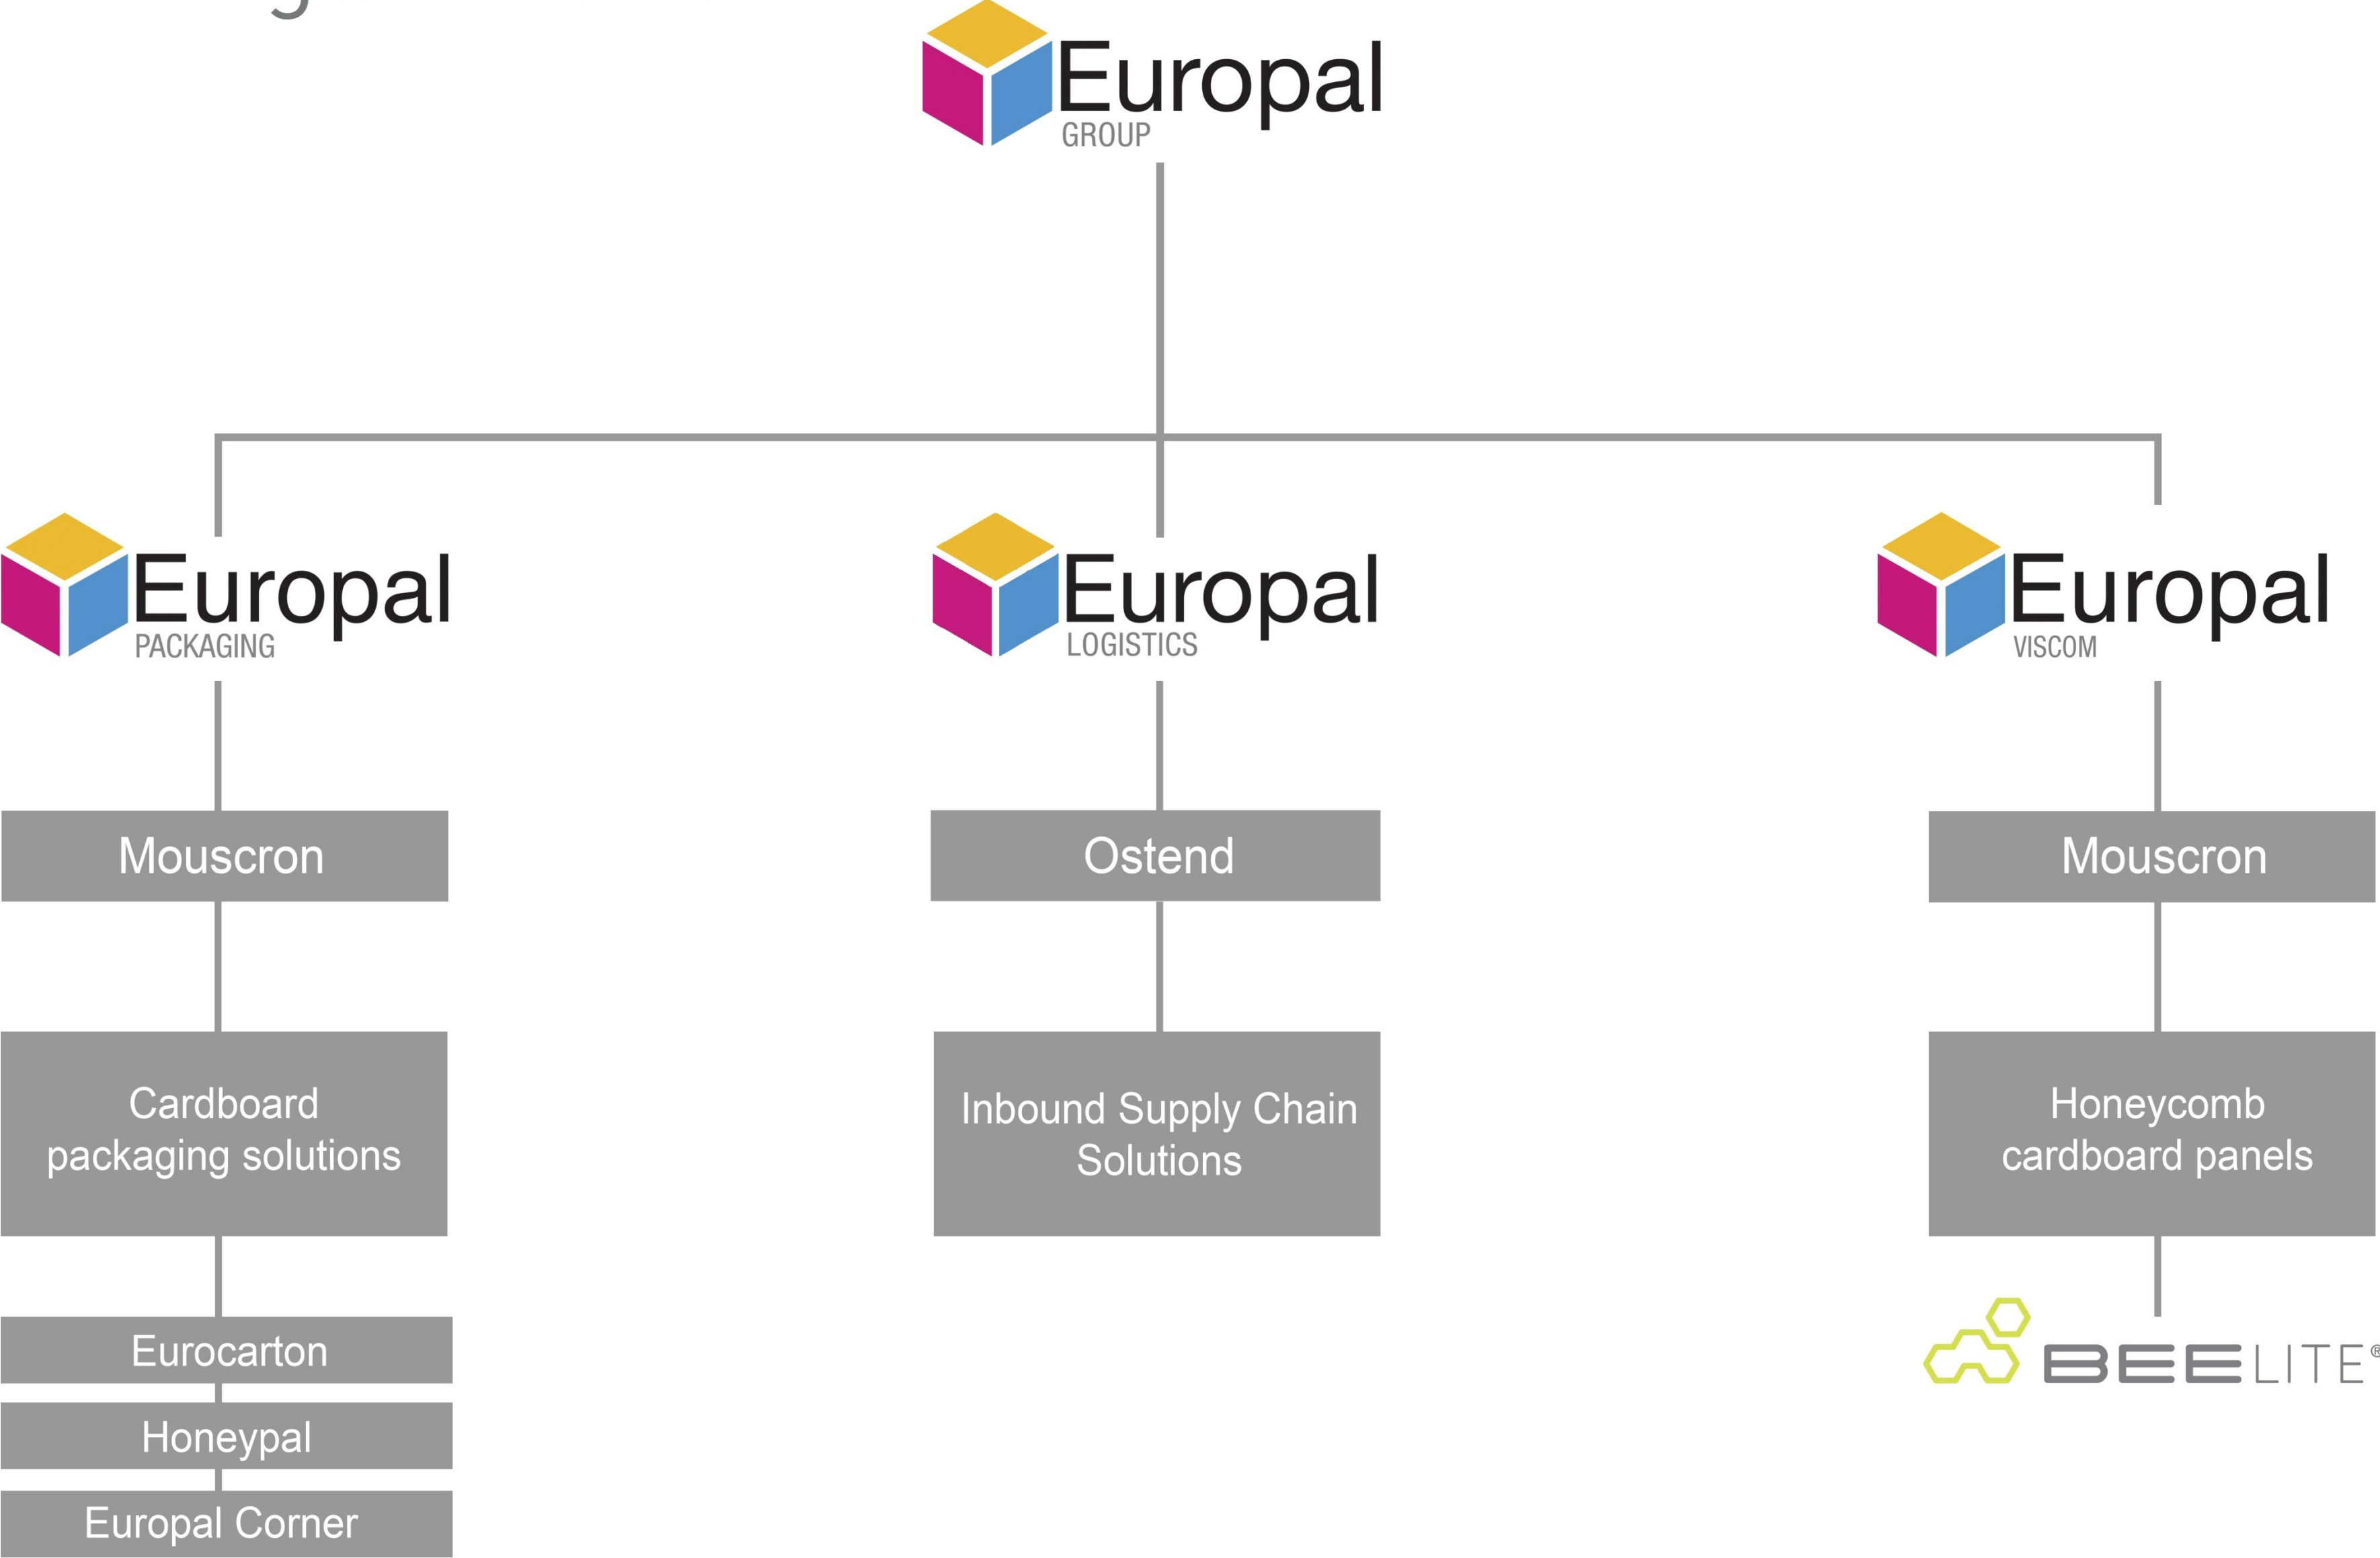 Europal
GROUP
Europal
PACKAGING
Europal
LOGISTICS
Europal
VISCOM
Mouscron
Ostend
Mouscron
Cardboard
packaging solutions
Inbound Supply Chain
Solutions
Honeycomb
cardboard panels
Eurocarton
Honeypal
Europal Corner
BEELITE®